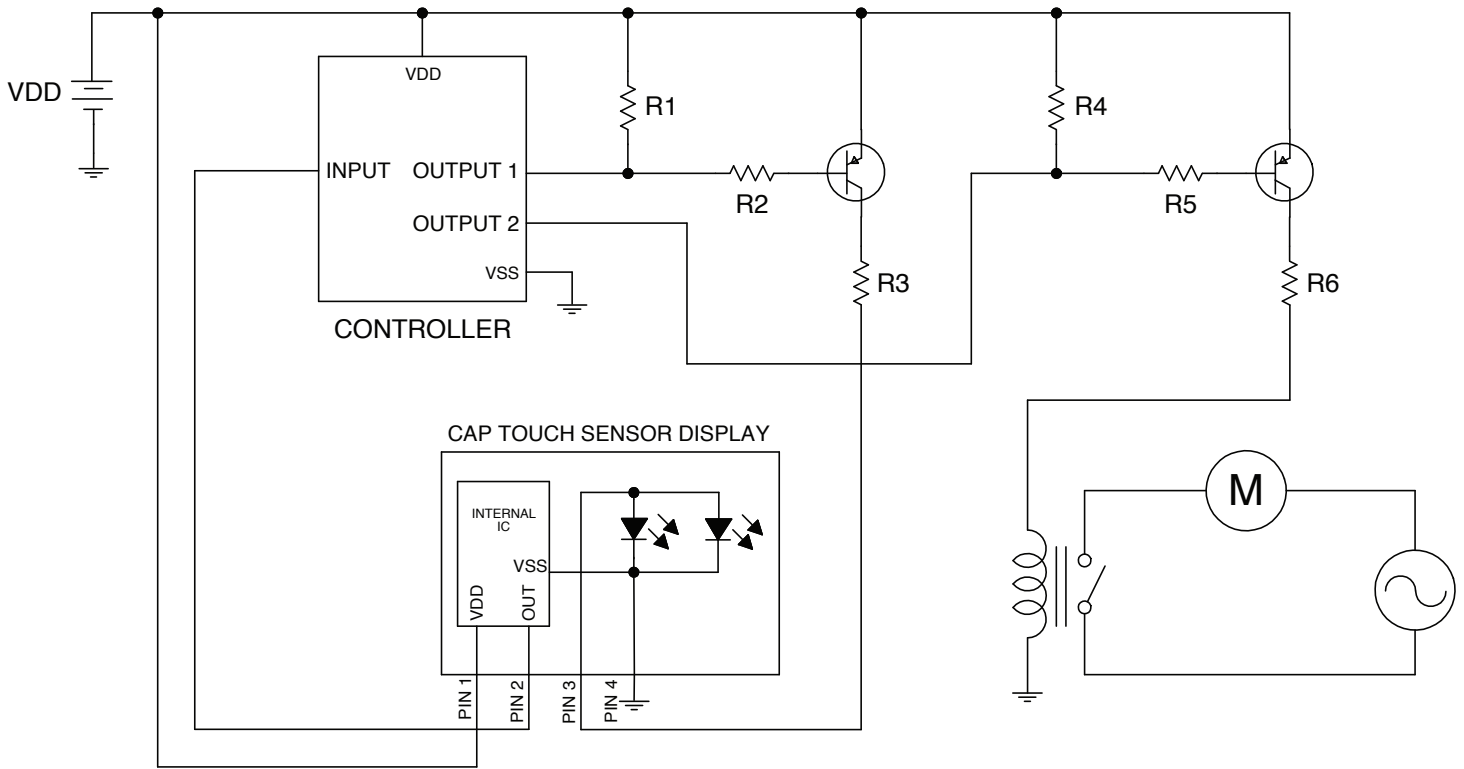 VDD
VDD
INPUT
OUTPUT 1
OUTPUT 2
VSS
CONTROLLER
R1
R2
R3
R4
R5
R6
CAP TOUCH SENSOR DISPLAY
INTERNAL
IC
VSS
VDD
OUT
PIN 1
PIN 2
PIN 3
PIN 4
M